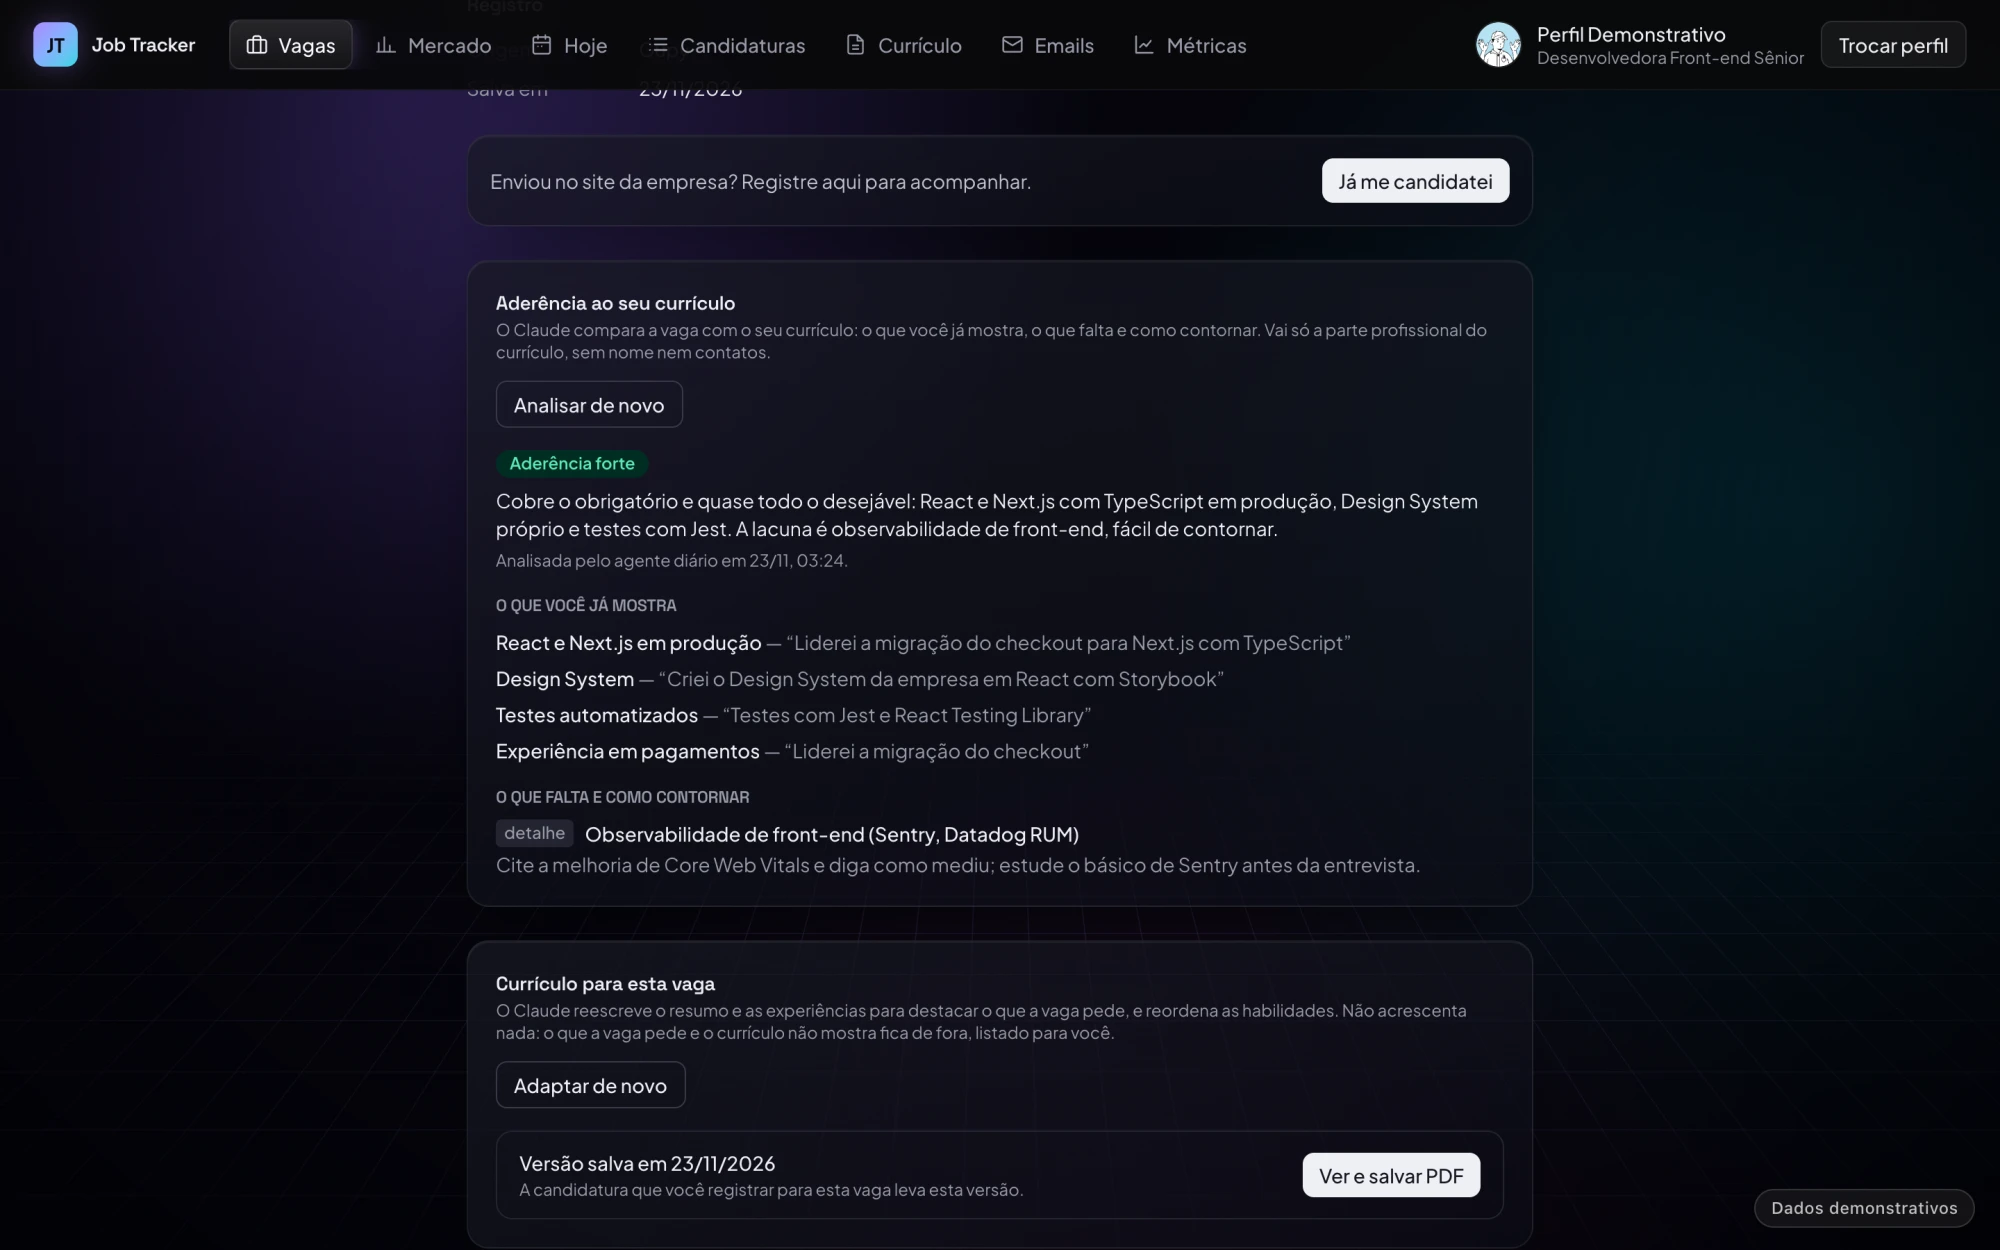 Registro
JT
Job Tracker
Vagas
Mercado
Hoje
Candidaturas
Currículo
Emails
Métricas
Perfil Demonstrativo
Desenvolvedora Front-end Sênior
Trocar perfil
Salva em 23/11/2026
Enviou no site da empresa? Registre aqui para acompanhar.
Já me candidatei
Aderência ao seu currículo
O Claude compara a vaga com o seu currículo: o que você já mostra, o que falta e como contornar. Vai só a parte profissional do
currículo, sem nome nem contatos.
Analisar de novo
Aderência forte
Cobre o obrigatório e quase todo o desejável: React e Next.js com TypeScript em produção, Design System
próprio e testes com Jest. A lacuna é observabilidade de front-end, fácil de contornar.
Analisada pelo agente diário em 23/11, 03:24.
O QUE VOCÊ JÁ MOSTRA
React e Next.js em produção — “Liderei a migração do checkout para Next.js com TypeScript”
Design System — “Criei o Design System da empresa em React com Storybook”
Testes automatizados — “Testes com Jest e React Testing Library”
Experiência em pagamentos — “Liderei a migração do checkout”
O QUE FALTA E COMO CONTORNAR
detalhe Observabilidade de front-end (Sentry, Datadog RUM)
Cite a melhoria de Core Web Vitals e diga como mediu; estude o básico de Sentry antes da entrevista.
Currículo para esta vaga
O Claude reescreve o resumo e as experiências para destacar o que a vaga pede, e reordena as habilidades. Não acrescenta
nada: o que a vaga pede e o currículo não mostra fica de fora, listado para você.
Adaptar de novo
Versão salva em 23/11/2026
A candidatura que você registrar para esta vaga leva esta versão.
Ver e salvar PDF
Dados demonstrativos